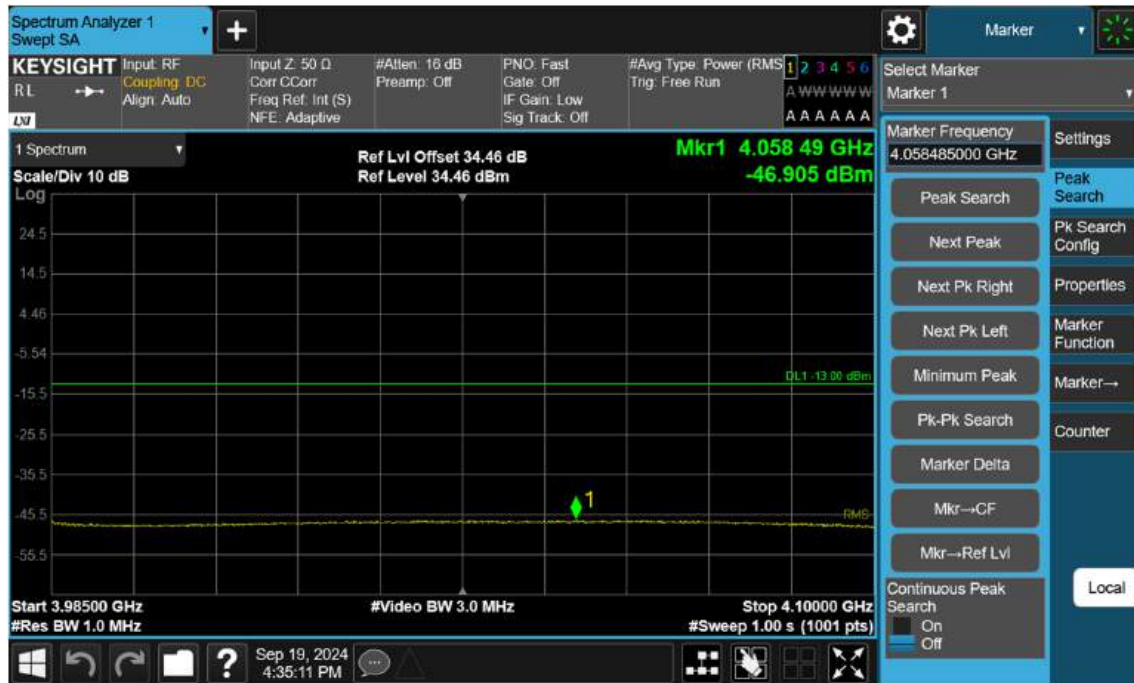 Spectrum Analyzer 1
Swept SA
Marker
KEYSIGHT
RL
LXI
Input: RF
Coupling: DC
Align: Auto
Input Z: 50 Ω
Corr CCorr
Freq Ref: Int (S)
NFE: Adaptive
#Atten: 16 dB
Preamp: Off
PNO: Fast
Gate: Off
IF Gain: Low
Sig Track: Off
#Avg Type: Power (RMS
Trig: Free Run
1 2 3 4 5 6
A W W W W W
A A A A A A
Select Marker
Marker 1
1 Spectrum
Scale/Div 10 dB
Log
Ref Lvl Offset 34.46 dB
Ref Level 34.46 dBm
Mkr1 4.058 49 GHz
-46.905 dBm
24.5
14.5
4.46
-5.54
-15.5
-25.5
-35.5
-45.5
-55.5
DL1 -13.00 dBm
1
RMS
Start 3.98500 GHz
#Res BW 1.0 MHz
#Video BW 3.0 MHz
Stop 4.10000 GHz
#Sweep 1.00 s (1001 pts)
Marker Frequency
4.058485000 GHz
Peak Search
Next Peak
Next Pk Right
Next Pk Left
Minimum Peak
Pk-Pk Search
Marker Delta
Mkr→CF
Mkr→Ref Lvl
Continuous Peak
Search
On
Off
Settings
Peak
Search
Pk Search
Config
Properties
Marker
Function
Marker→
Counter
Local
?
Sep 19, 2024
4:35:11 PM